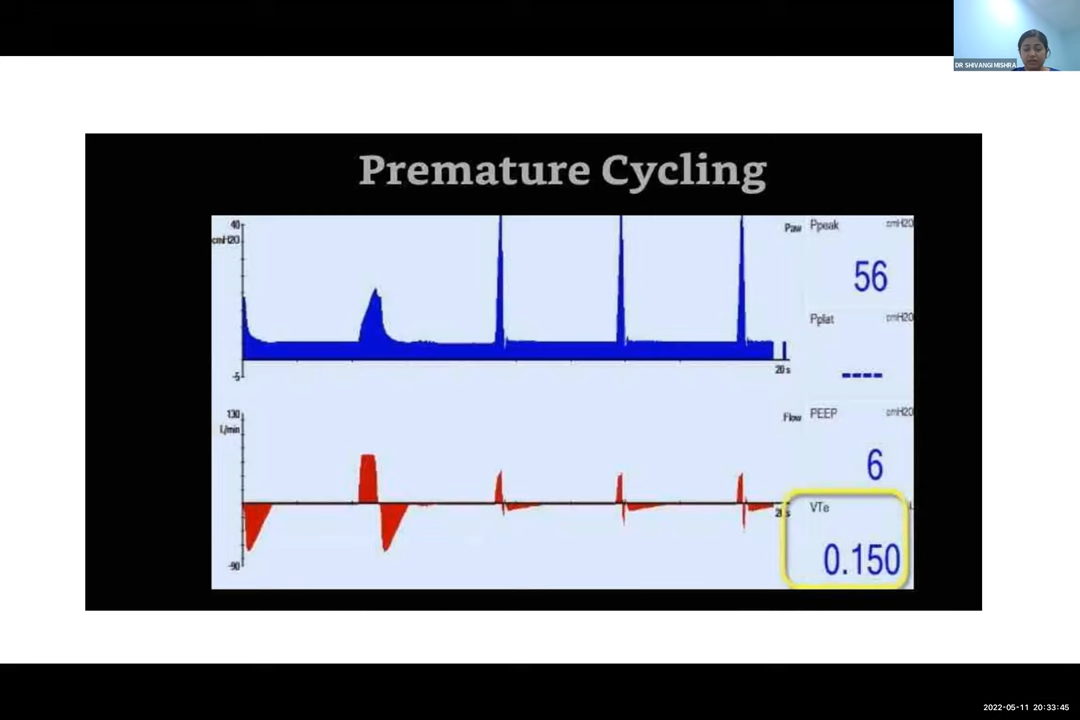 DR SHIVANGI MISHRA
Premature Cycling
40
cmH20
-5
Paw
20 s
Ppeak cmH20
56
Pplat cmH20
----
130
L/min
-90
Flow
PEEP cmH20
6
VTe
0.150
2022-05-11 20:33:45